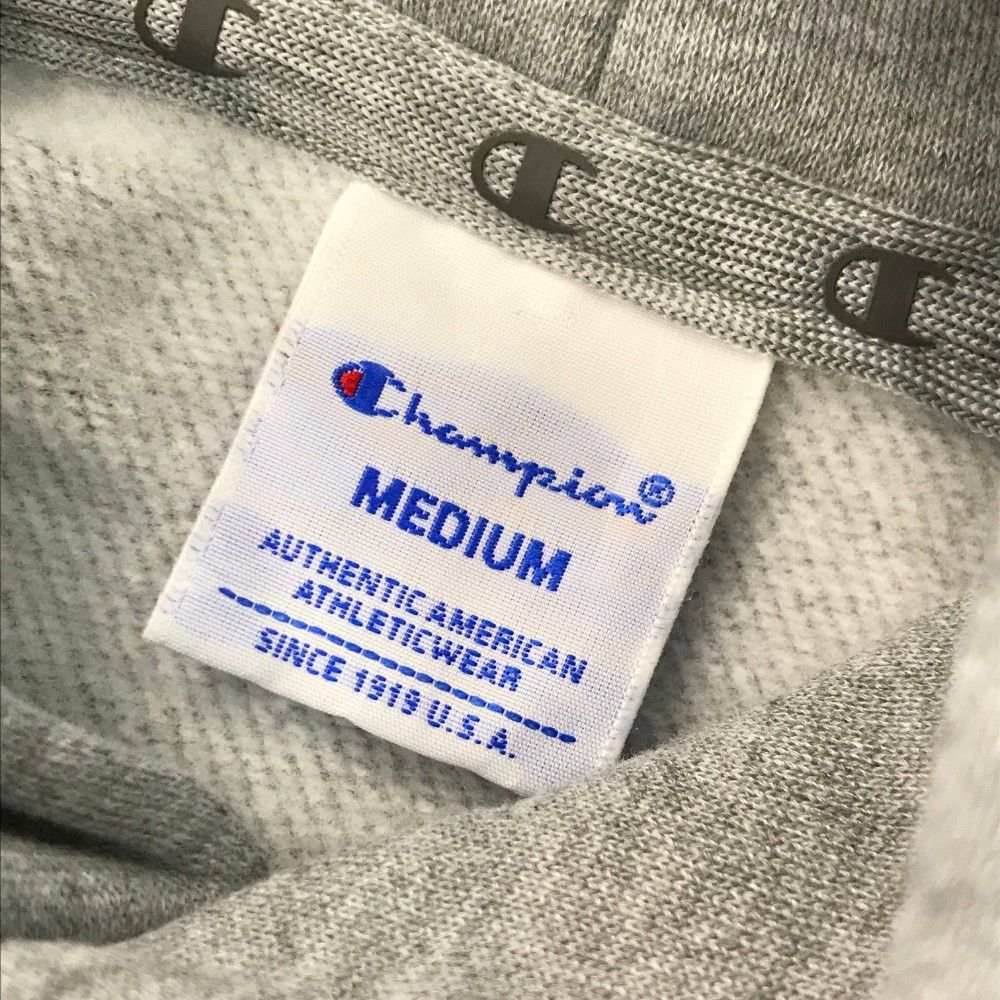 Champion®
MEDIUM
AUTHENTIC AMERICAN
ATHLETICWEAR
SINCE 1919 U.S.A.